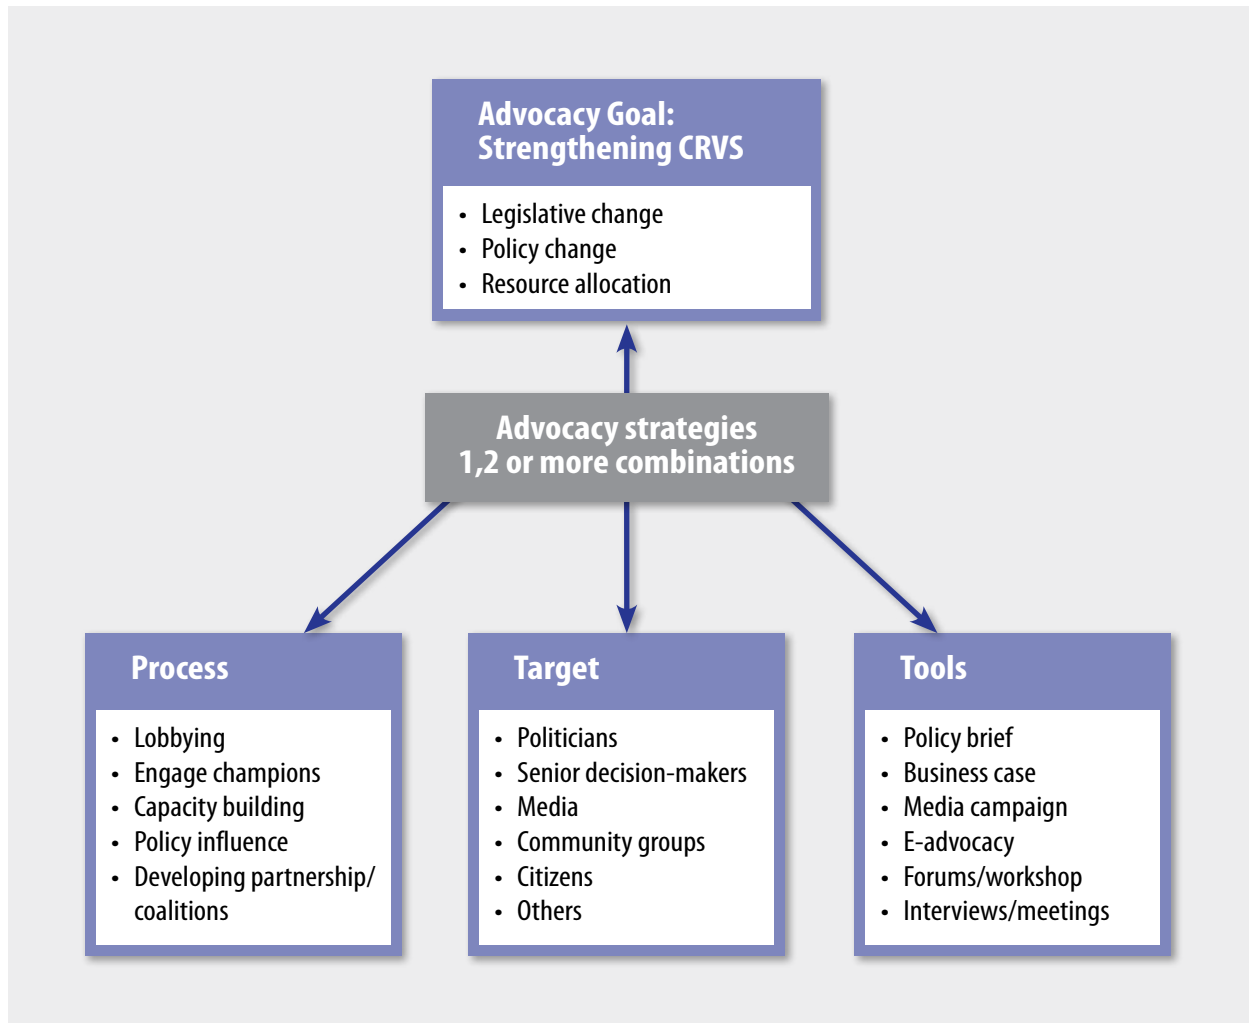 Advocacy Goal:
Strengthening CRVS
• Legislative change
• Policy change
• Resource allocation
Advocacy strategies
1,2 or more combinations
Process
• Lobbying
• Engage champions
• Capacity building
• Policy influence
• Developing partnership/
coalitions
Target
• Politicians
• Senior decision-makers
• Media
• Community groups
• Citizens
• Others
Tools
• Policy brief
• Business case
• Media campaign
• E-advocacy
• Forums/workshop
• Interviews/meetings